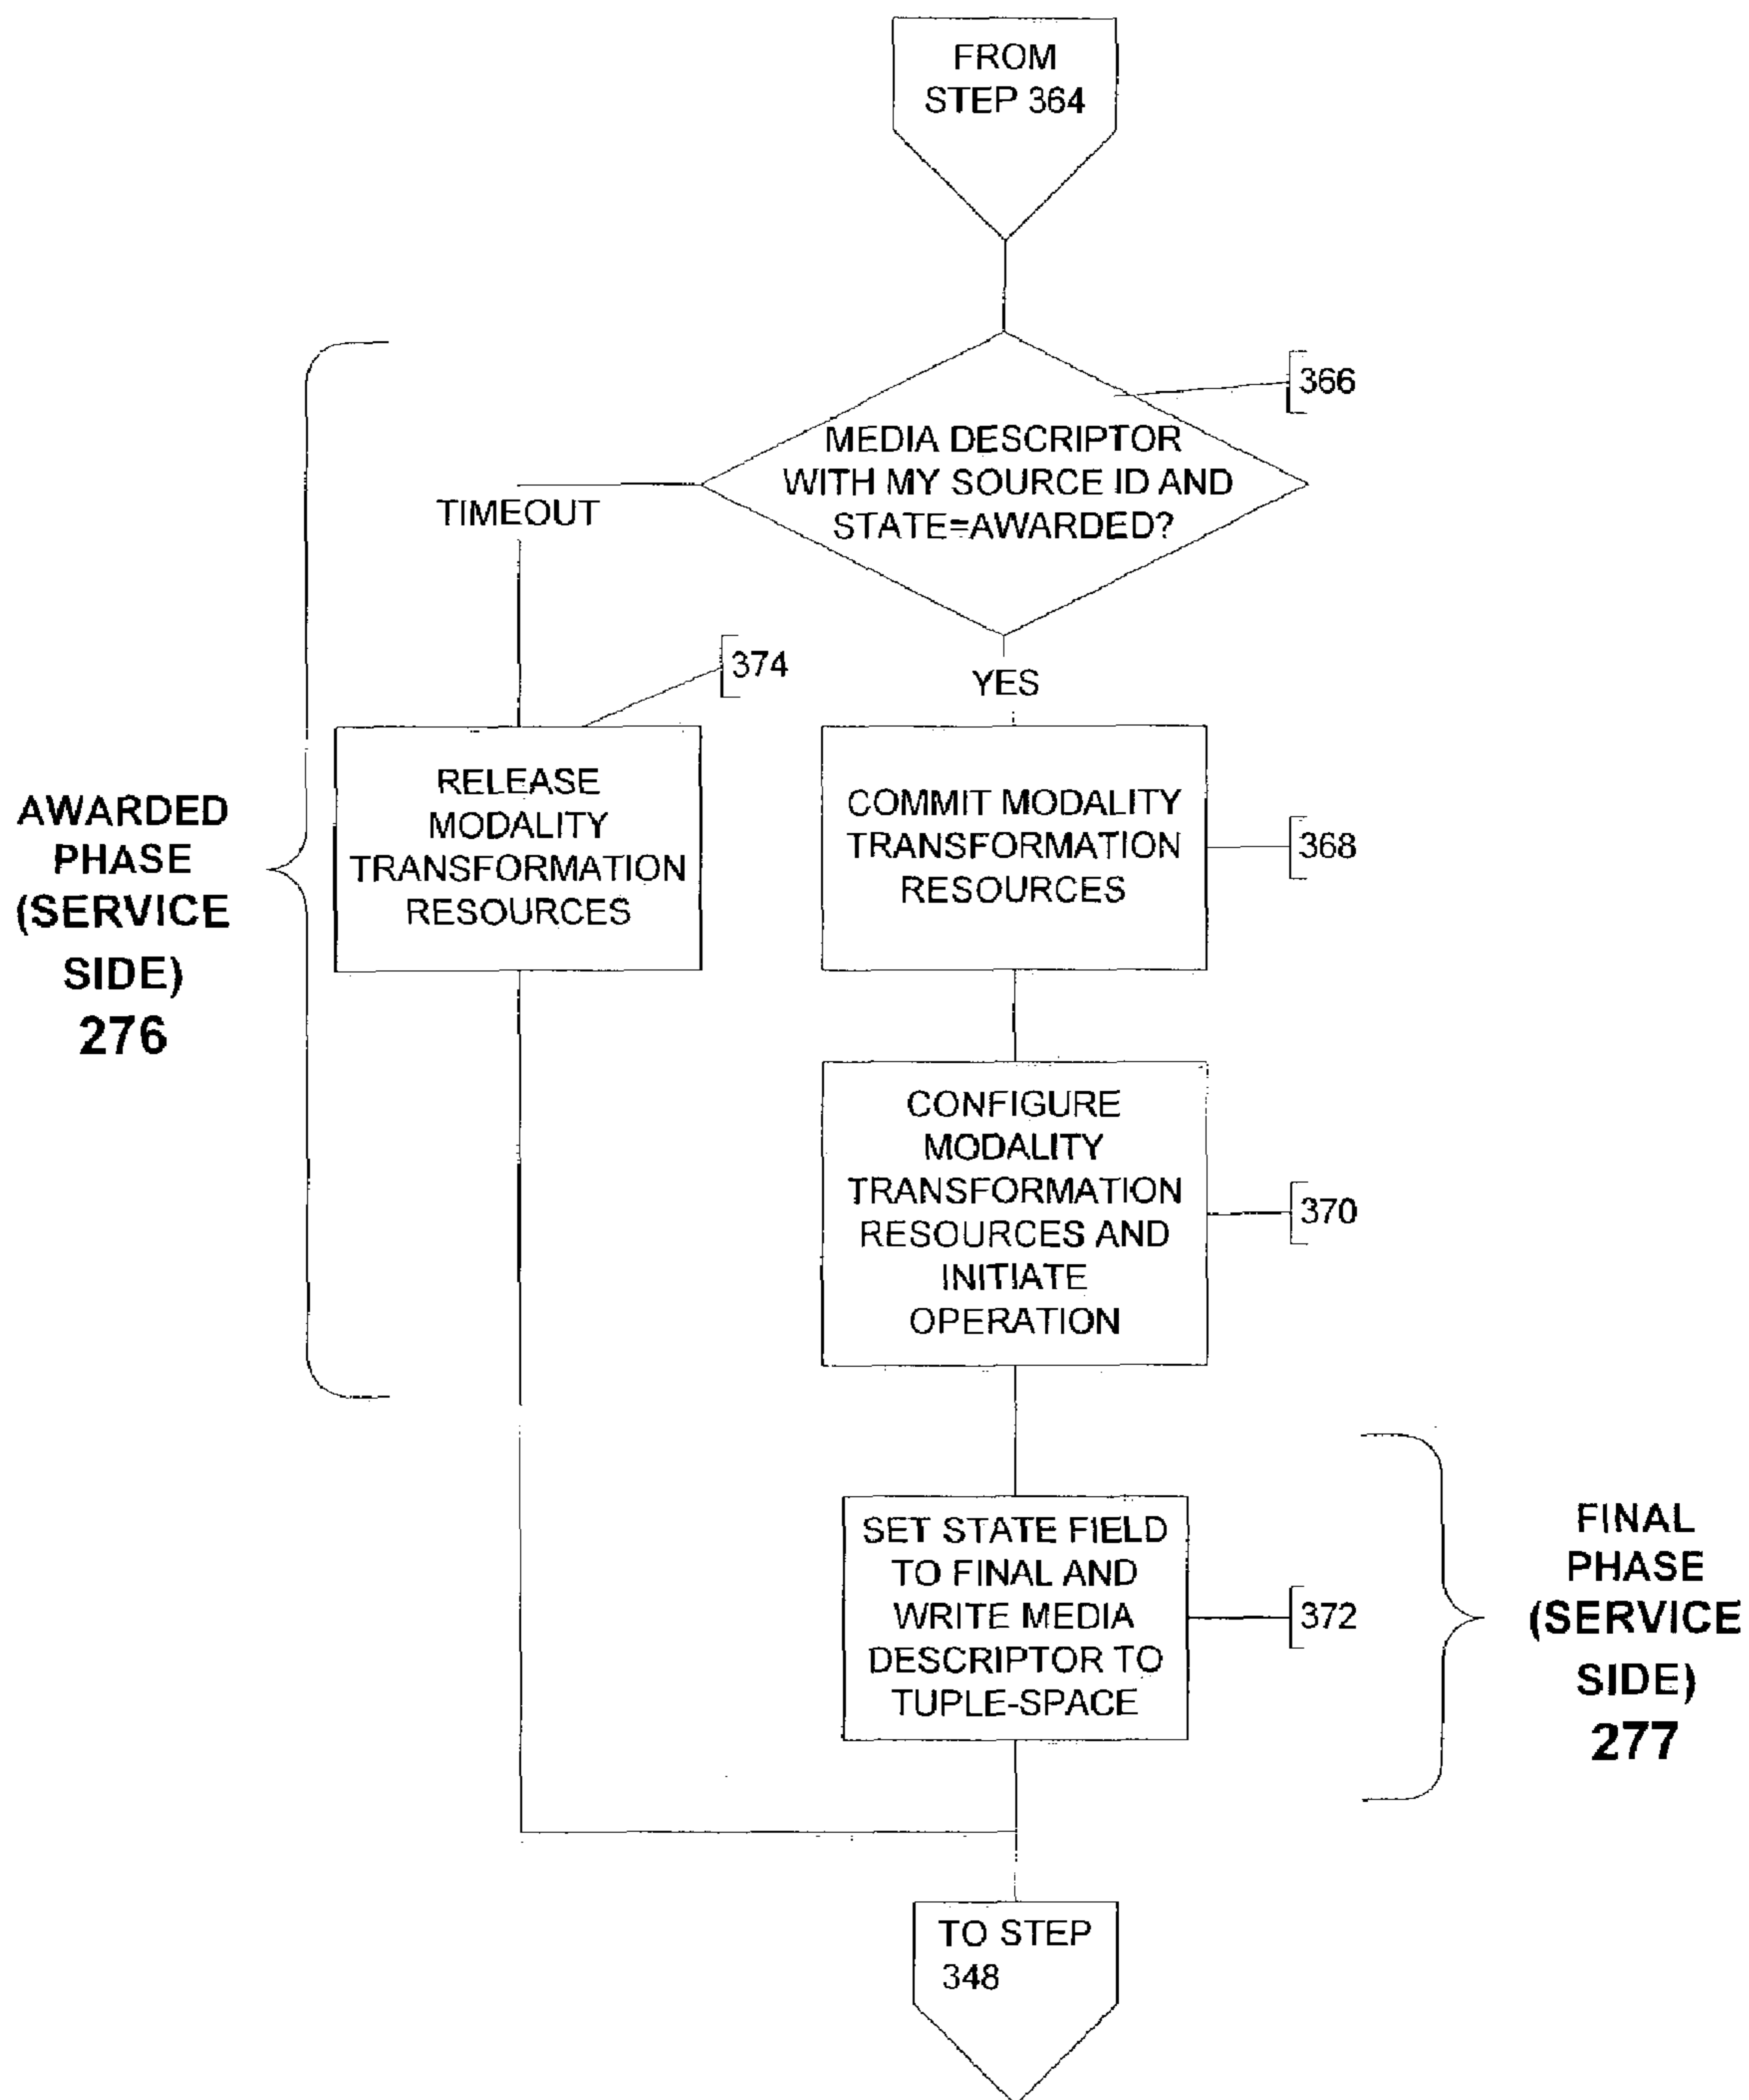 FROM
STEP 364
366
MEDIA DESCRIPTOR
WITH MY SOURCE ID AND
STATE=AWARDED?
TIMEOUT
YES
374
RELEASE
MODALITY
TRANSFORMATION
RESOURCES
COMMIT MODALITY
TRANSFORMATION
RESOURCES
368
AWARDED
PHASE
(SERVICE
SIDE)
276
CONFIGURE
MODALITY
TRANSFORMATION
RESOURCES AND
INITIATE
OPERATION
370
SET STATE FIELD
TO FINAL AND
WRITE MEDIA
DESCRIPTOR TO
TUPLE-SPACE
372
FINAL
PHASE
(SERVICE
SIDE)
277
TO STEP
348